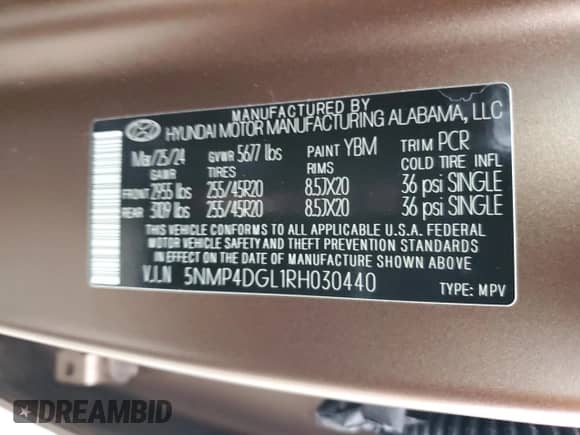 MANUFACTURED BY
HYUNDAI MOTOR MANUFACTURING ALABAMA, LLC
Mar/25/24 GVWR 5677 lbs PAINT YBM TRIM PCR
GAWR TIRES RIMS COLD TIRE INFL
FRONT 2955 lbs 255/45R20 8.5JX20 36 psi SINGLE
REAR 3109 lbs 255/45R20 8.5JX20 36 psi SINGLE
THIS VEHICLE CONFORMS TO ALL APPLICABLE U.S.A. FEDERAL
MOTOR VEHICLE SAFETY AND THEFT PREVENTION STANDARDS
IN EFFECT ON THE DATE OF MANUFACTURE SHOWN ABOVE
V.I.N 5NMP4DGL1RH030440 TYPE: MPV
DREAMBID